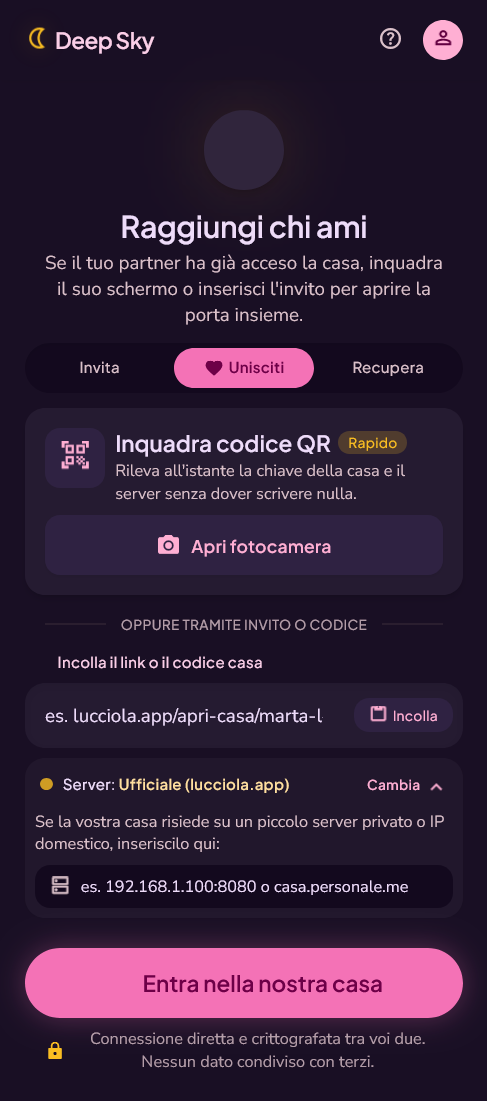 Deep Sky
Raggiungi chi ami
Se il tuo partner ha già acceso la casa, inquadra
il suo schermo o inserisci l'invito per aprire la
porta insieme.
Invita
Unisciti
Recupera
Inquadra codice QR
Rapido
Rileva all'istante la chiave della casa e il
server senza dover scrivere nulla.
Apri fotocamera
OPPURE TRAMITE INVITO O CODICE
Incolla il link o il codice casa
es. lucciola.app/apri-casa/marta-l
Incolla
Server: Ufficiale (lucciola.app)
Cambia
Se la vostra casa risiede su un piccolo server privato o IP
domestico, inseriscilo qui:
es. 192.168.1.100:8080 o casa.personale.me
Entra nella nostra casa
Connessione diretta e crittografata tra voi due.
Nessun dato condiviso con terzi.